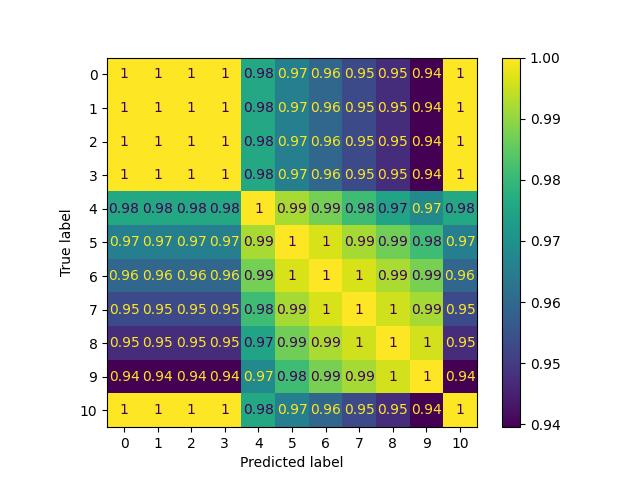 0 1 1 1 1 0.98 0.97 0.96 0.95 0.95 0.94 1 1.00
1 1 1 1 1 0.98 0.97 0.96 0.95 0.95 0.94 1 0.99
2 1 1 1 1 0.98 0.97 0.96 0.95 0.95 0.94 1
3 1 1 1 1 0.98 0.97 0.96 0.95 0.95 0.94 1 0.98
4 0.98 0.98 0.98 0.98 1 0.99 0.99 0.98 0.97 0.97 0.98
5 0.97 0.97 0.97 0.97 0.99 1 1 0.99 0.99 0.98 0.97 0.97
6 0.96 0.96 0.96 0.96 0.99 1 1 1 0.99 0.99 0.96 0.96
7 0.95 0.95 0.95 0.95 0.98 0.99 1 1 1 0.99 0.95
8 0.95 0.95 0.95 0.95 0.97 0.99 0.99 1 1 1 0.95 0.95
9 0.94 0.94 0.94 0.94 0.97 0.98 0.99 0.99 1 1 0.94
10 1 1 1 1 0.98 0.97 0.96 0.95 0.95 0.94 1 0.94
0 1 2 3 4 5 6 7 8 9 10
Predicted label
True label